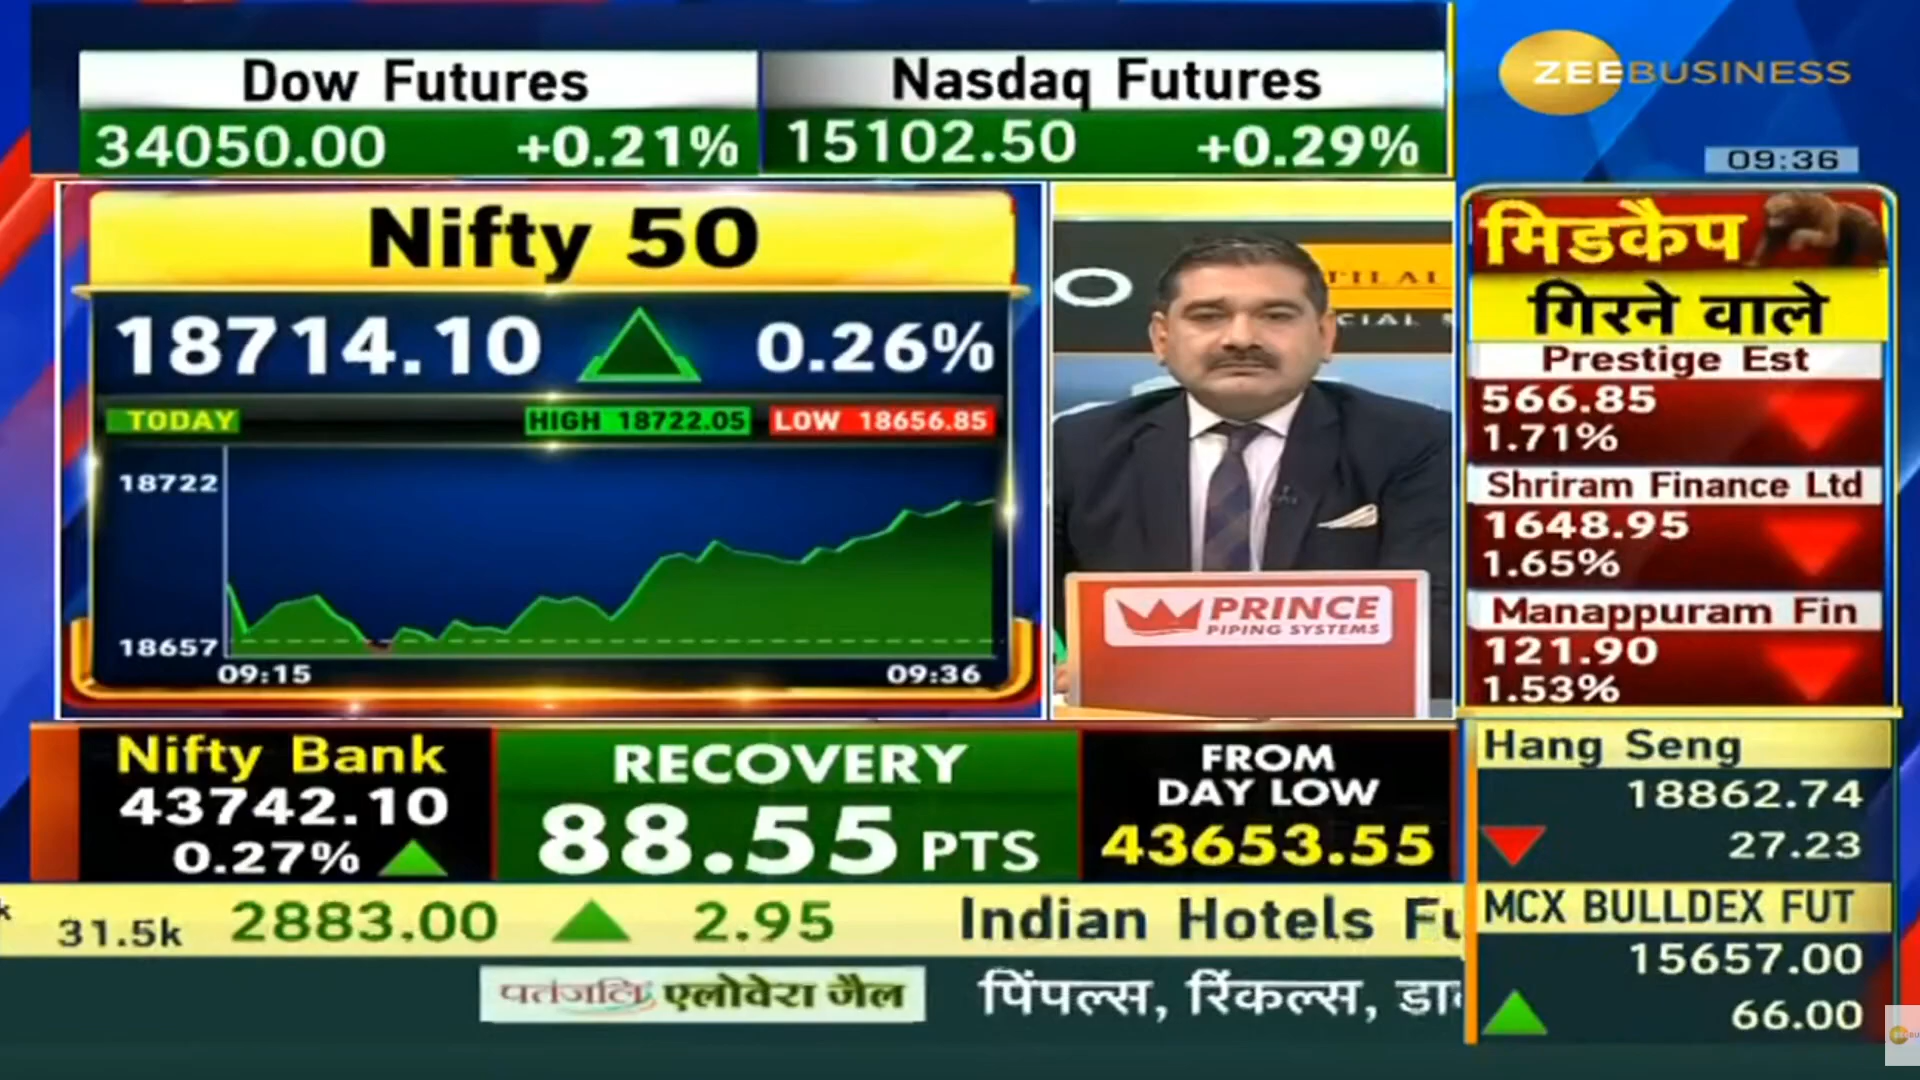 Dow Futures
34050.00 +0.21%
Nasdaq Futures
15102.50 +0.29%
ZEEBUSINESS
09:36
Nifty 50
18714.10 0.26%
TODAY HIGH 18722.05 LOW 18656.85
18722
18657
09:15 09:36
O
CIAL
PRINCE
PIPING SYSTEMS
मिडकैप
गिरने वाले
Prestige Est
566.85
1.71%
Shriram Finance Ltd
1648.95
1.65%
Manappuram Fin
121.90
1.53%
Nifty Bank
43742.10
0.27%
RECOVERY
88.55 PTS
FROM
DAY LOW
43653.55
Hang Seng
18862.74
27.23
MCX BULLDEX FUT
15657.00
66.00
k 31.5k 2883.00 2.95 Indian Hotels Fu
पतंजलि एलोवेरा जैल पिंपल्स, रिंकल्स, डा